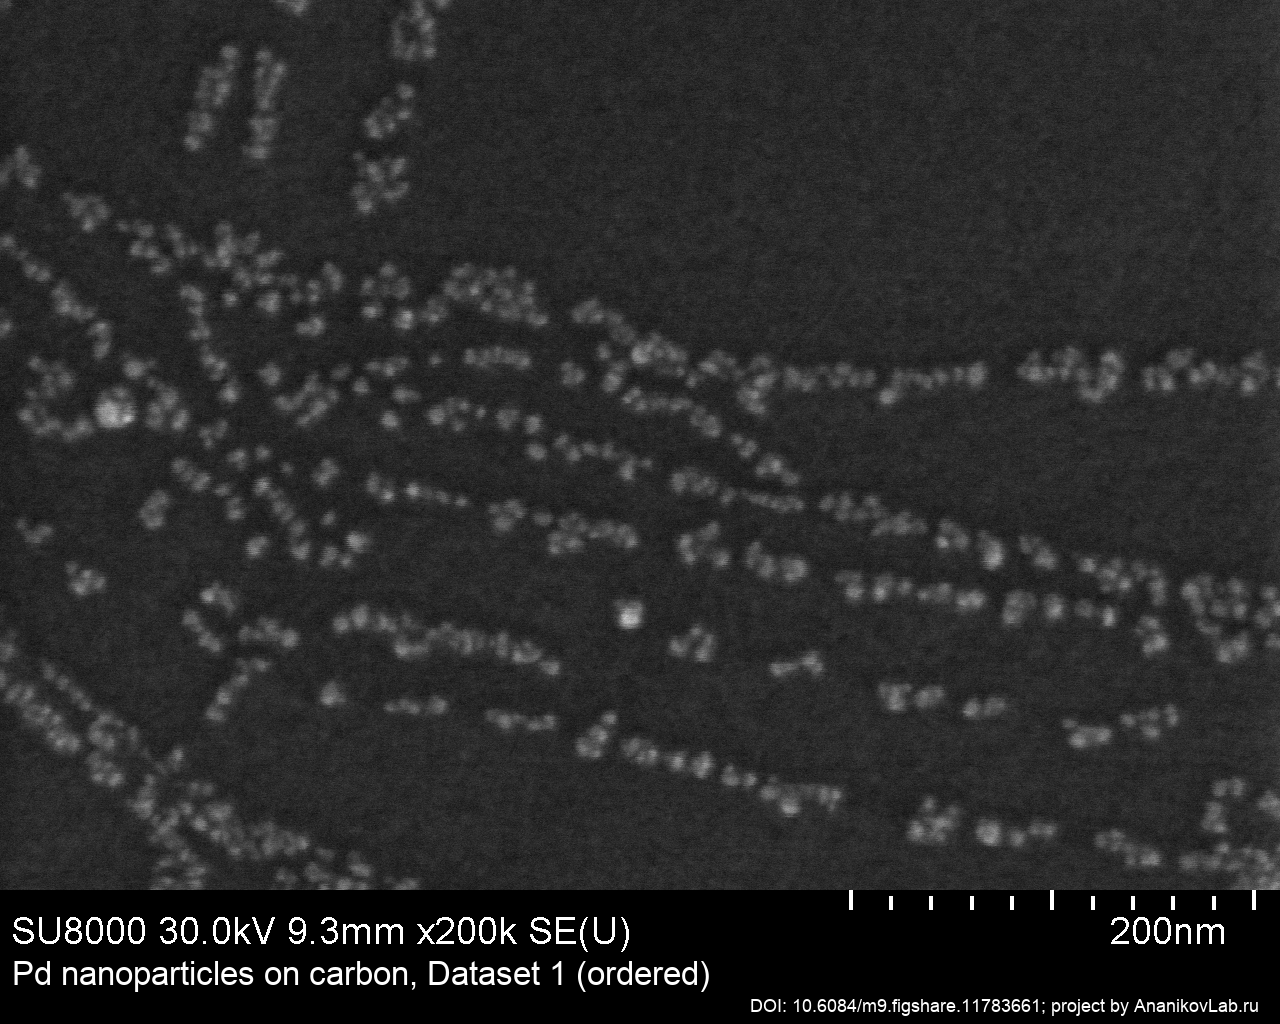 SU8000 30.0kV 9.3mm x200k SE(U)
200nm
Pd nanoparticles on carbon, Dataset 1 (ordered)
DOI: 10.6084/m9.figshare.11783661; project by AnanikovLab.ru